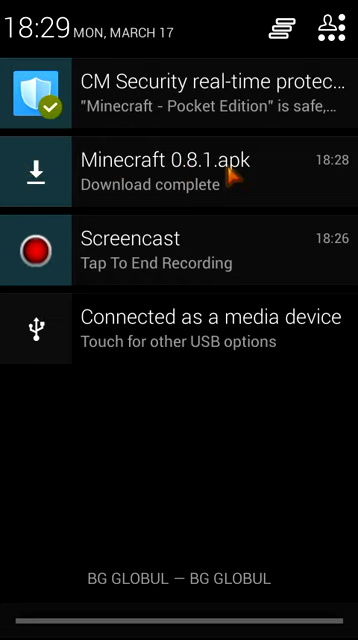 18:29 MON, MARCH 17
CM Security real-time protec...
"Minecraft - Pocket Edition" is safe,...
Minecraft 0.8.1.apk 18:28
Download complete
Screencast 18:26
Tap To End Recording
Connected as a media device
Touch for other USB options
BG GLOBUL — BG GLOBUL